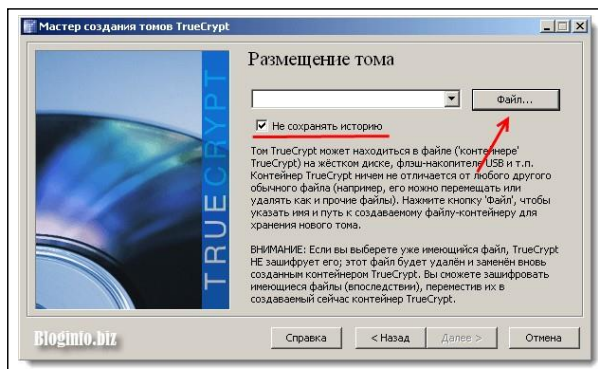 Мастер создания томов TrueCrypt
TRUECRYPT
Размещение тома
Файл...
Не сохранять историю
Том TrueCrypt может находиться в файле ('контейнере'
TrueCrypt) на жёстком диске, флэш-накопителе USB и т.п.
Контейнер TrueCrypt ничем не отличается от любого другого
обычного файла (например, его можно перемещать или
удалять как и прочие файлы). Нажмите кнопку 'Файл', чтобы
указать имя и путь к создаваемому файлу-контейнеру для
хранения нового тома.
ВНИМАНИЕ: Если вы выберете уже имеющийся файл, TrueCrypt
НЕ зашифрует его; этот файл будет удалён и заменён вновь
созданным контейнером TrueCrypt. Вы сможете зашифровать
имеющиеся файлы (впоследствии), переместив их в
создаваемый сейчас контейнер TrueCrypt.
Bloginfo.biz
Справка
< Назад
Далее >
Отмена